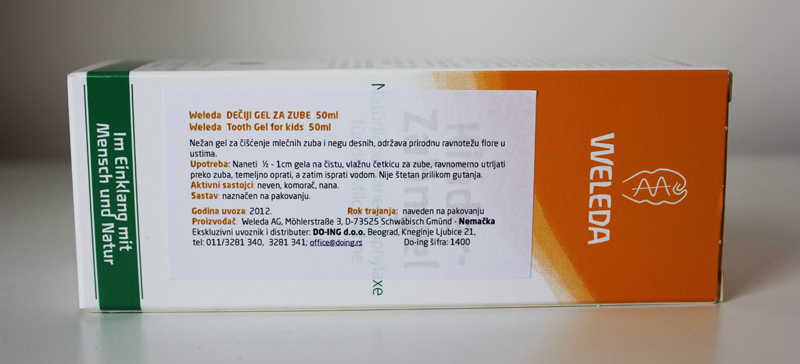 Im Einklang mit
Mensch und Natur
Weleda DEČIJI GEL ZA ZUBE 50ml
Weleda Tooth Gel for kids 50ml
Nežan gel za čišćenje mlečnih zuba i negu desnih, održava prirodnu ravnotežu flore u
ustima.
Upotreba: Naneti ½ - 1cm gela na čistu, vlažnu četkicu za zube, ravnomerno utrljati
preko zuba, temeljno oprati, a zatim isprati vodom. Nije štetan prilikom gutanja.
Aktivni sastojci: neven, komorač, nana.
Sastav: naznačen na pakovanju.
Godina uvoza: 2012. Rok trajanja: naveden na pakovanju
Proizvođač: Weleda AG, Möhlerstraße 3, D-73525 Schwäbisch Gmünd - Nemačka
Ekskluzivni uvoznik i distributer: DO-ING d.o.o. Beograd, Kneginje Ljubice 21,
tel: 011/3281 340, 3281 341; office@doing.rs Do-ing šifra: 1400
WELEDA